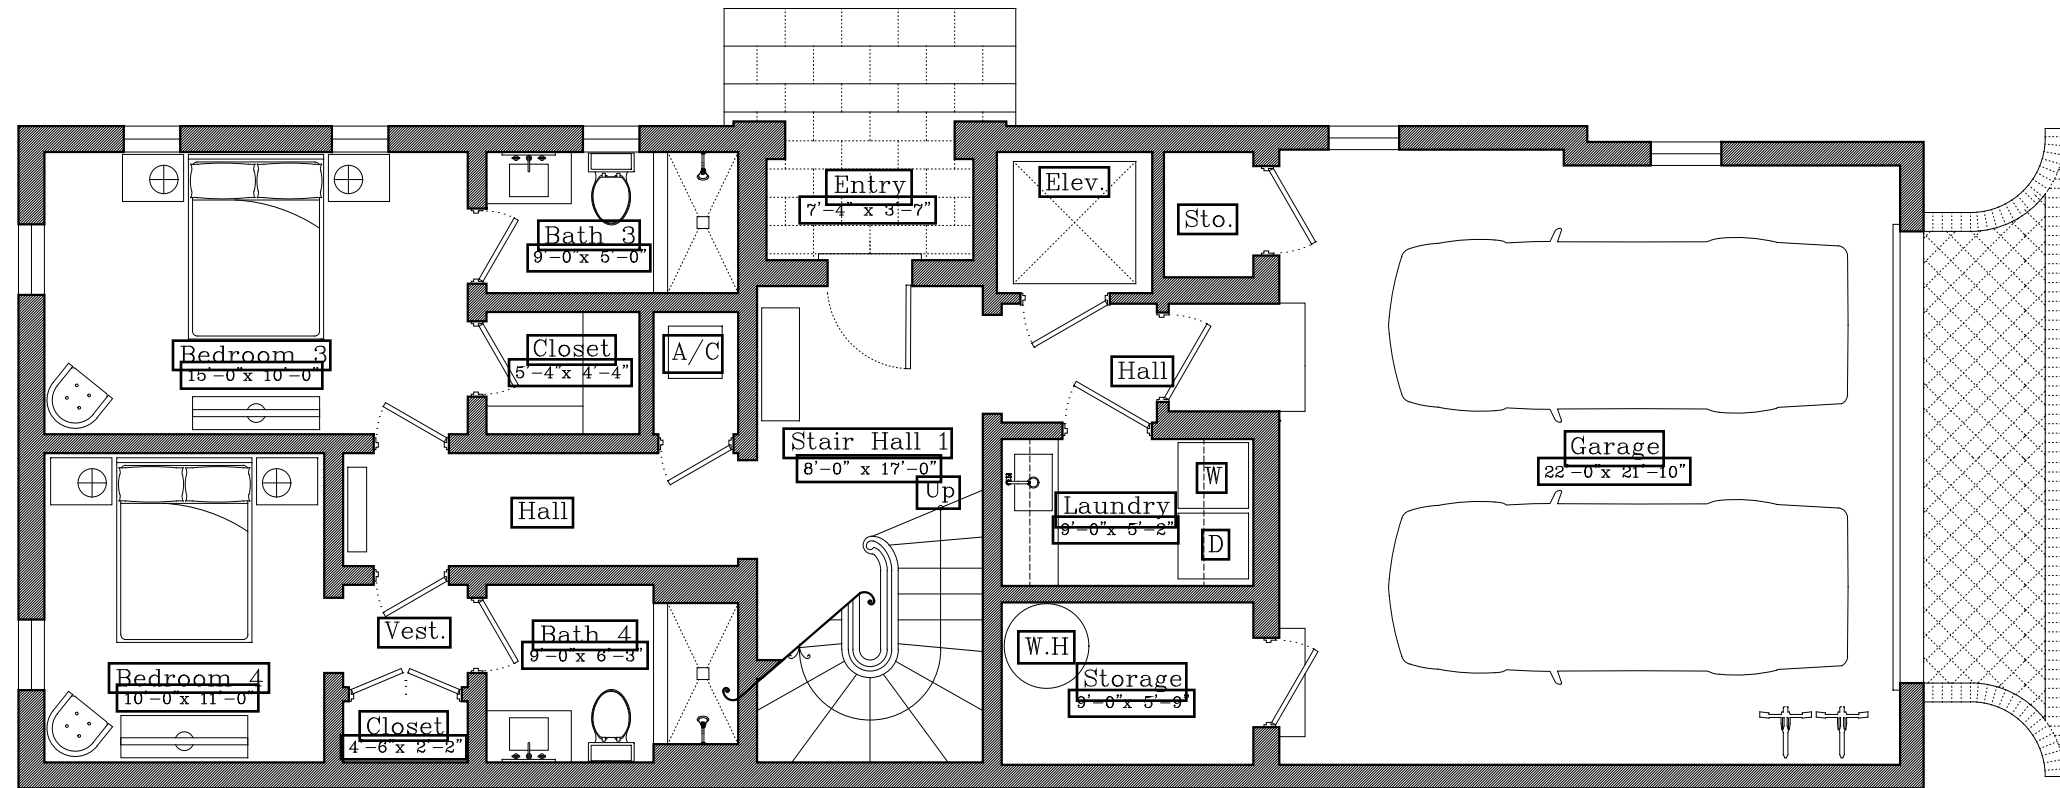 Entry
7'-4" x 3'-7"
Elev.
Sto.
Bath 3
9'-0"x 5'-0"
Bedroom 3
15'-0"x 10'-0"
Closet
5'-4"x 4'-4"
A/C
Hall
Stair Hall 1
8'-0" x 17'-0"
Garage
22'-0"x 21'-10"
Up
W
Hall
Laundry
9'-0"x 5'-2"
D
Vest.
Bath 4
9'-0"x 6'-3"
W.H
Bedroom 4
10'-0"x 11'-0"
Storage
9'-0"x 5'-9"
Closet
4'-6"x 2'-2"